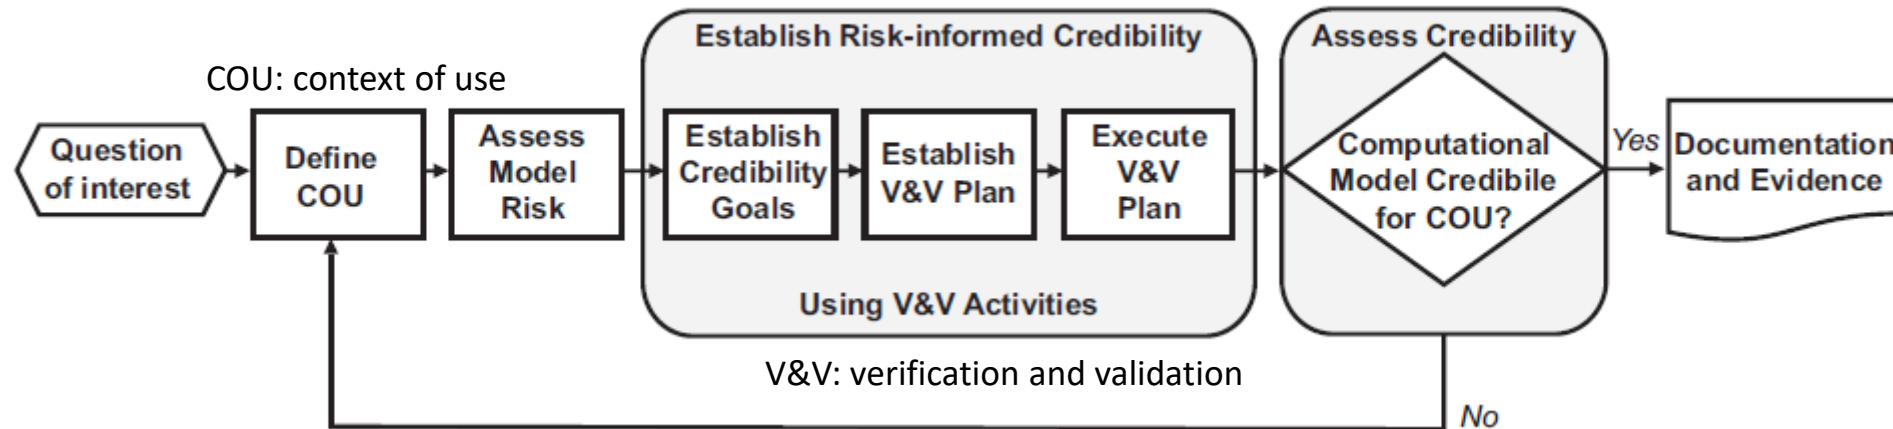 Establish Risk-informed Credibility
Assess Credibility
COU: context of use
Question
of interest
Define
COU
Assess
Model
Risk
Establish
Credibility
Goals
Establish
V&V Plan
Execute
V&V
Plan
Computational
Model Credibile
for COU?
Yes
Documentation
and Evidence
Using V&V Activities
V&V: verification and validation
No